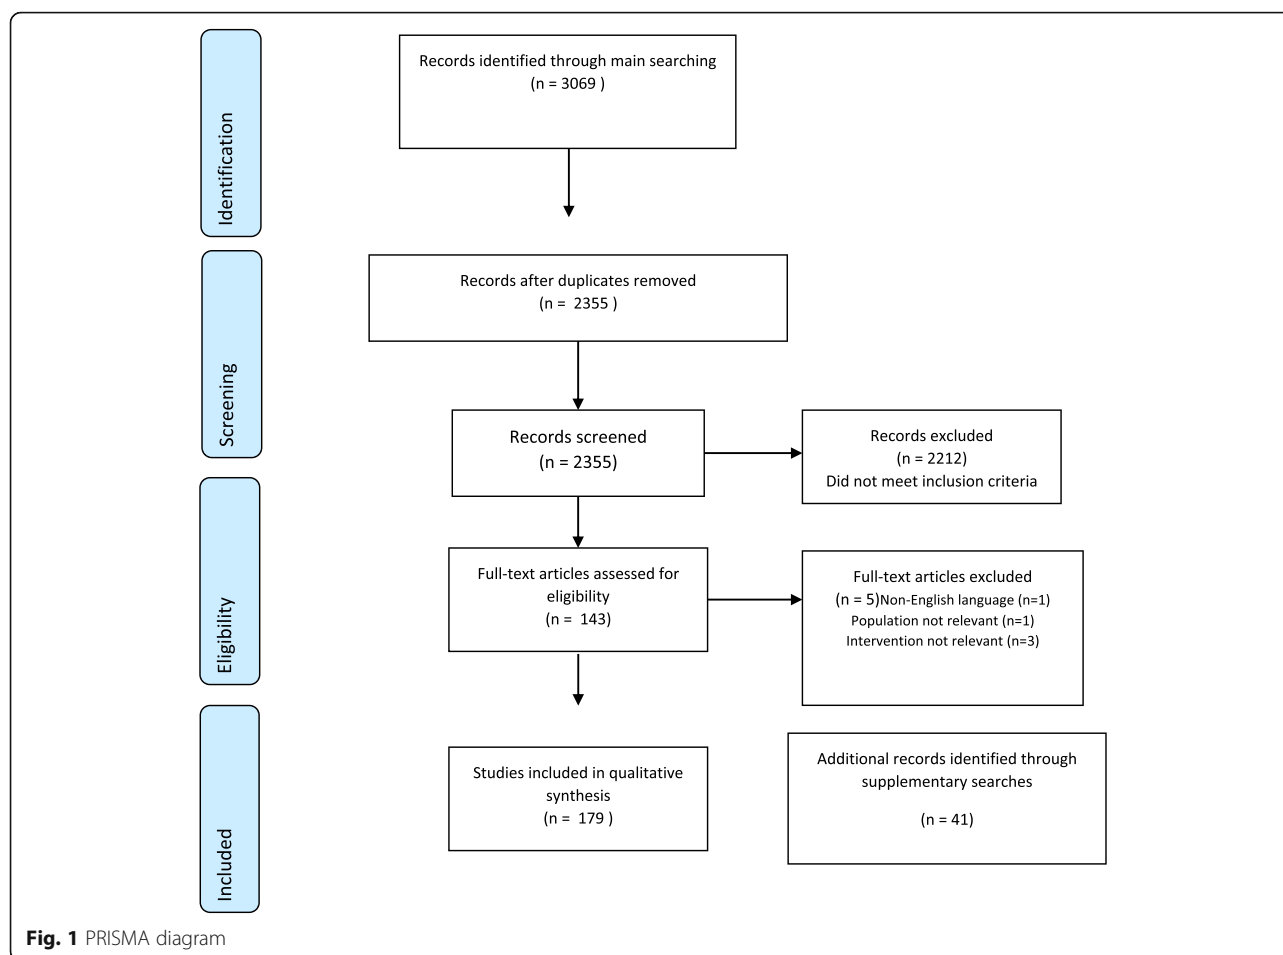 Identification
Records identified through main searching
(n = 3069 )
Screening
Records after duplicates removed
(n =  2355 )
Records screened
(n = 2355)
Records excluded
(n = 2212)
Did not meet inclusion criteria
Eligibility
Full-text articles assessed for
eligibility
(n =  143)
Full-text articles excluded
(n = 5)Non-English language (n=1)
Population not relevant (n=1)
Intervention not relevant (n=3)
Included
Studies included in qualitative
synthesis
(n =  179 )
Additional records identified through
supplementary searches
(n = 41)
Fig. 1 PRISMA diagram